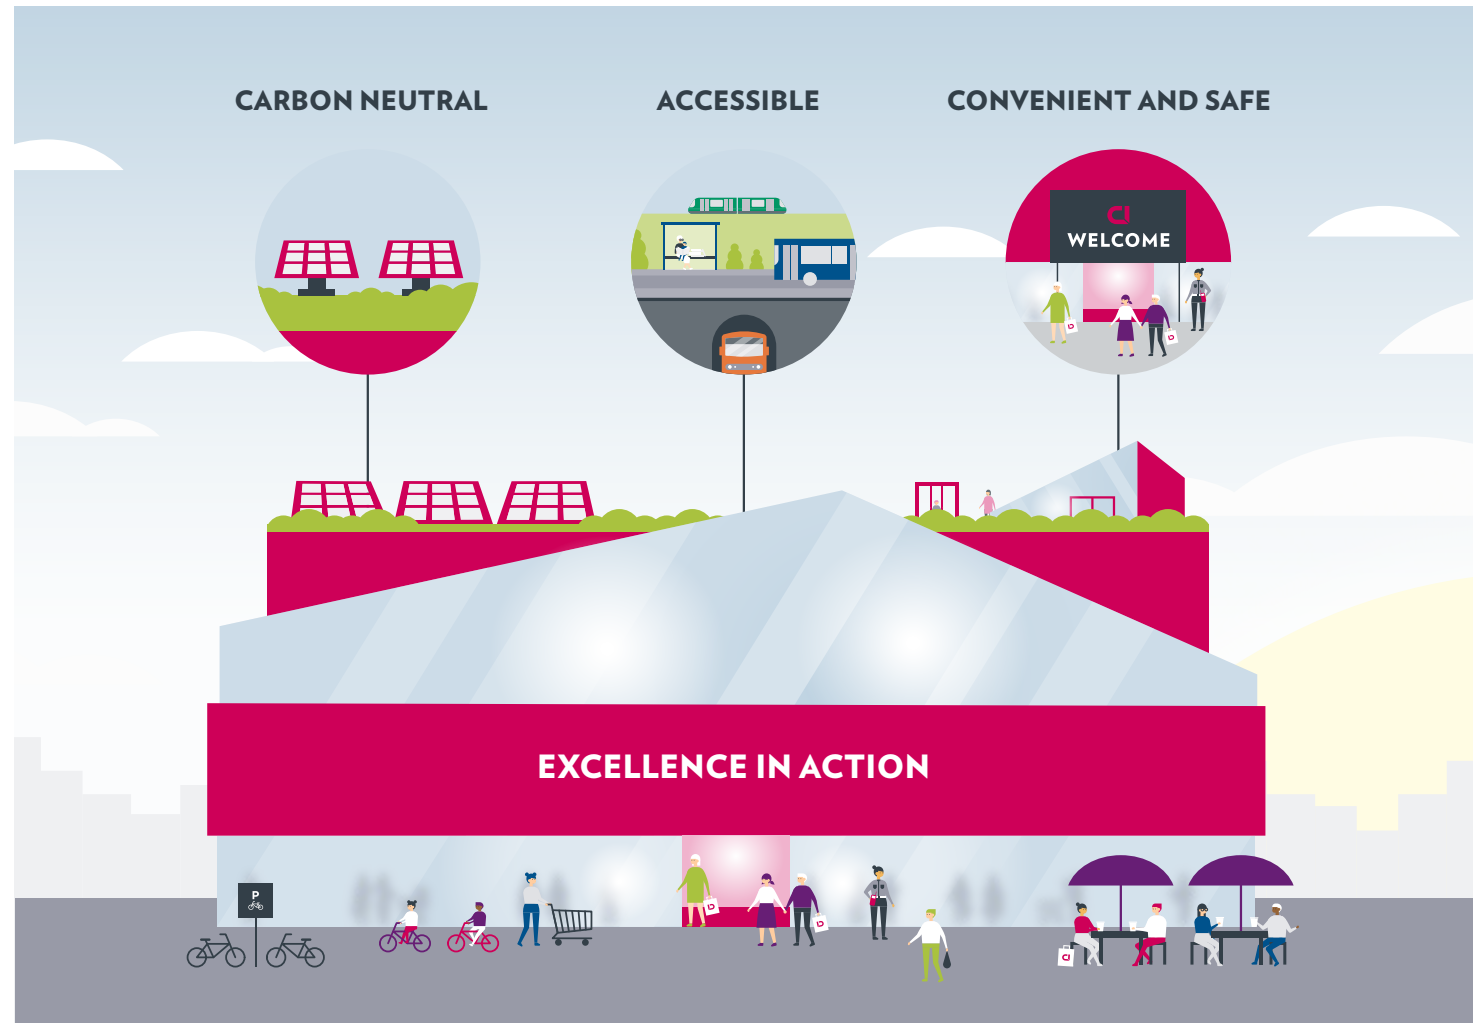 CARBON NEUTRAL
ACCESSIBLE
CONVENIENT AND SAFE
WELCOME
EXCELLENCE IN ACTION
P